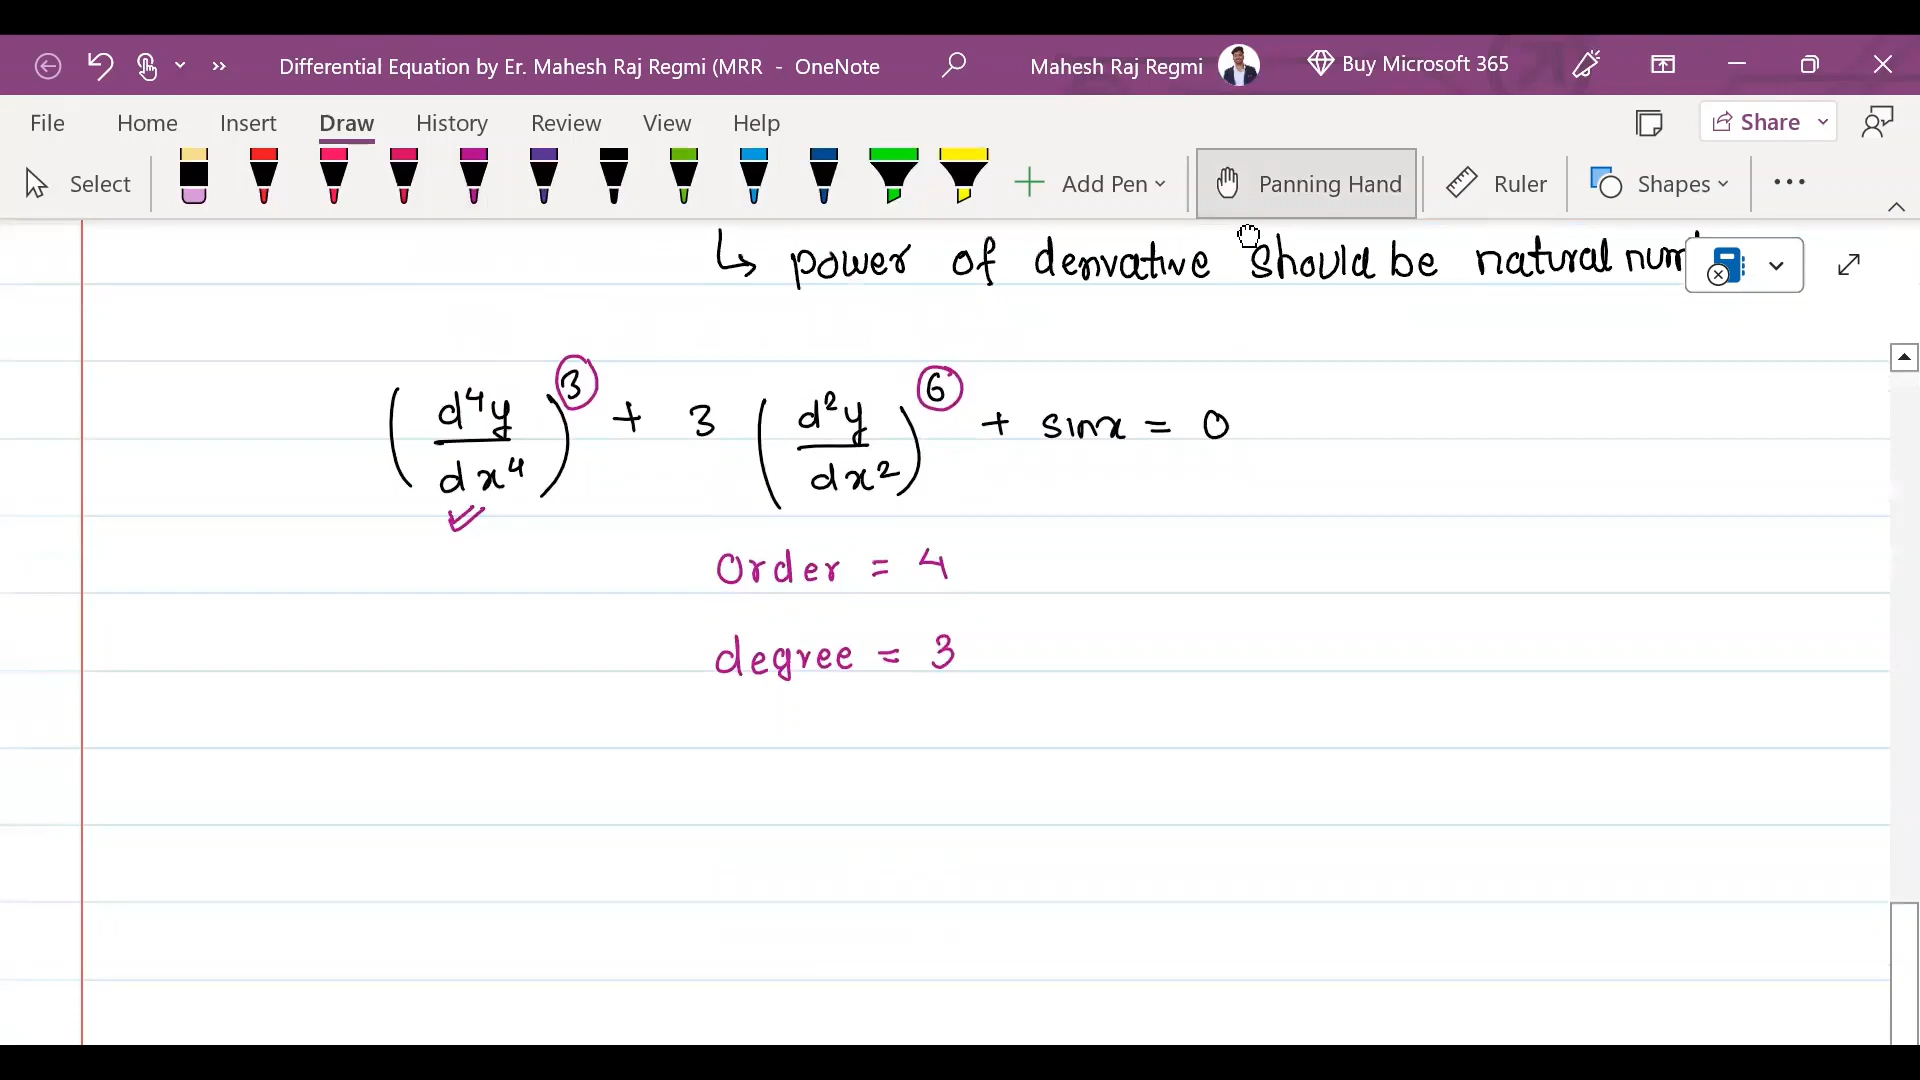 Differential Equation by Er. Mahesh Raj Regmi (MRR - OneNote
Mahesh Raj Regmi
Buy Microsoft 365
File Home Insert Draw History Review View Help
Share
Select
Add Pen
Panning Hand
Ruler
Shapes
↳ power of derivative should be natural num
(d⁴y/dx⁴)³ + 3 (d²y/dx²)⁶ + sinx = 0
Order = 4
degree = 3